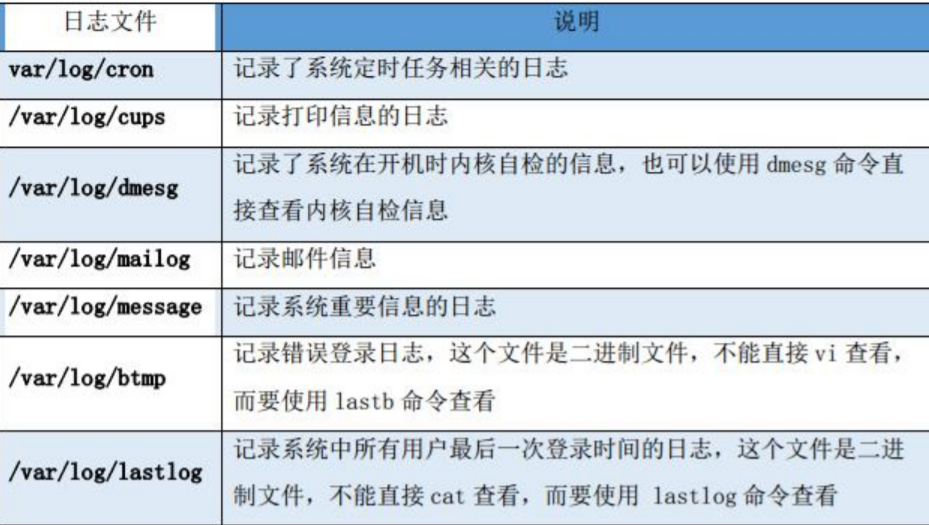 日志文件 说明
var/log/cron 记录了系统定时任务相关的日志
/var/log/cups 记录打印信息的日志
/var/log/dmesg 记录了系统在开机时内核自检的信息，也可以使用 dmesg 命令直
接查看内核自检信息
/var/log/mailog 记录邮件信息
/var/log/message 记录系统重要信息的日志
/var/log/btmp 记录错误登录日志，这个文件是二进制文件，不能直接 vi 查看，
而要使用 lastb 命令查看
/var/log/lastlog 记录系统中所有用户最后一次登录时间的日志，这个文件是二进
制文件，不能直接 cat 查看，而要使用 lastlog 命令查看